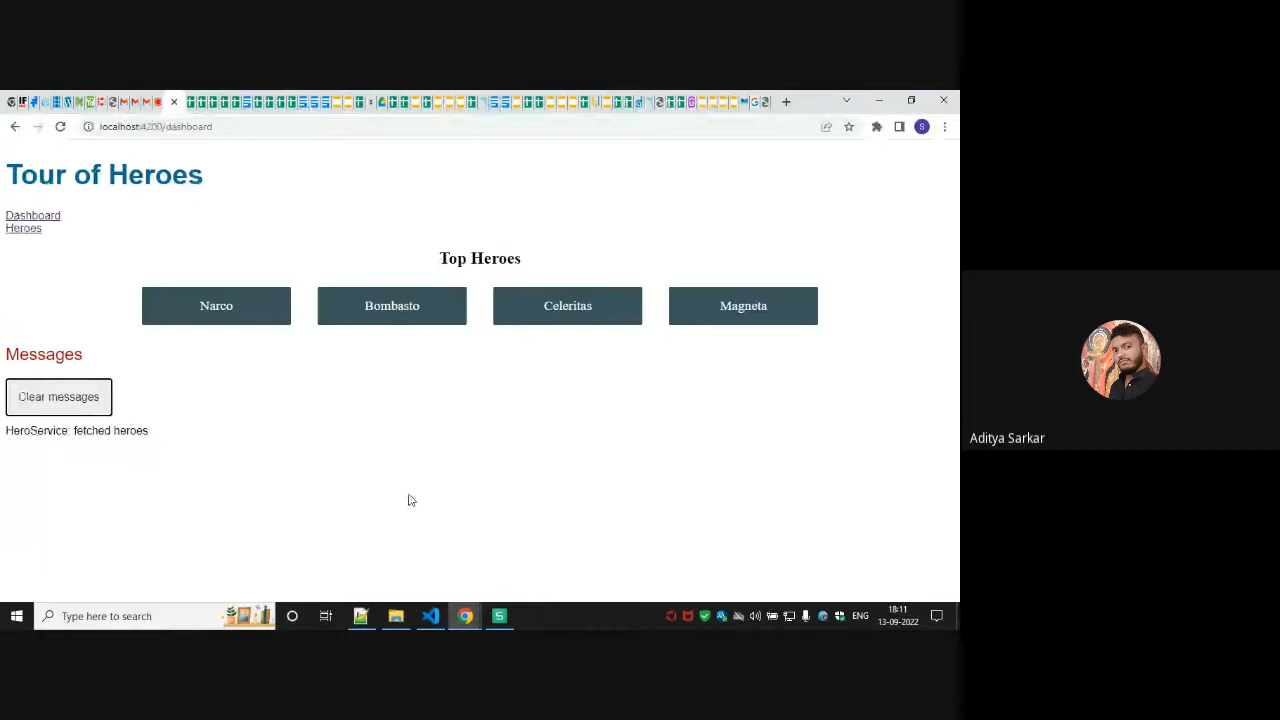 localhost:4200/dashboard
S
Tour of Heroes
Dashboard
Heroes
Top Heroes
Narco
Bombasto
Celeritas
Magneta
Messages
Clear messages
HeroService: fetched heroes
Aditya Sarkar
Type here to search
ENG
18:11
13-09-2022